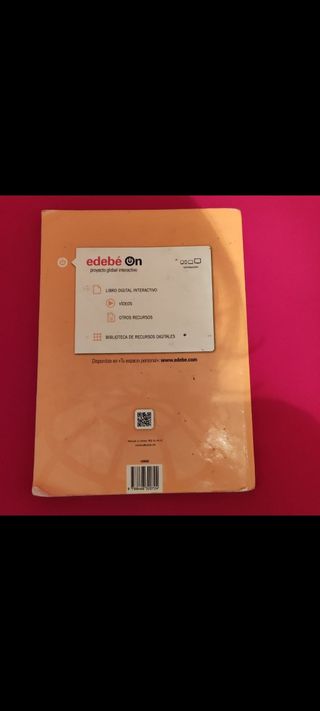 edebé On
proyecto global interactivo
LIBRO DIGITAL INTERACTIVO
VÍDEOS
OTROS RECURSOS
BIBLIOTECA DE RECURSOS DIGITALES
Disponible en «Tu espacio personal»: www.edebe.com